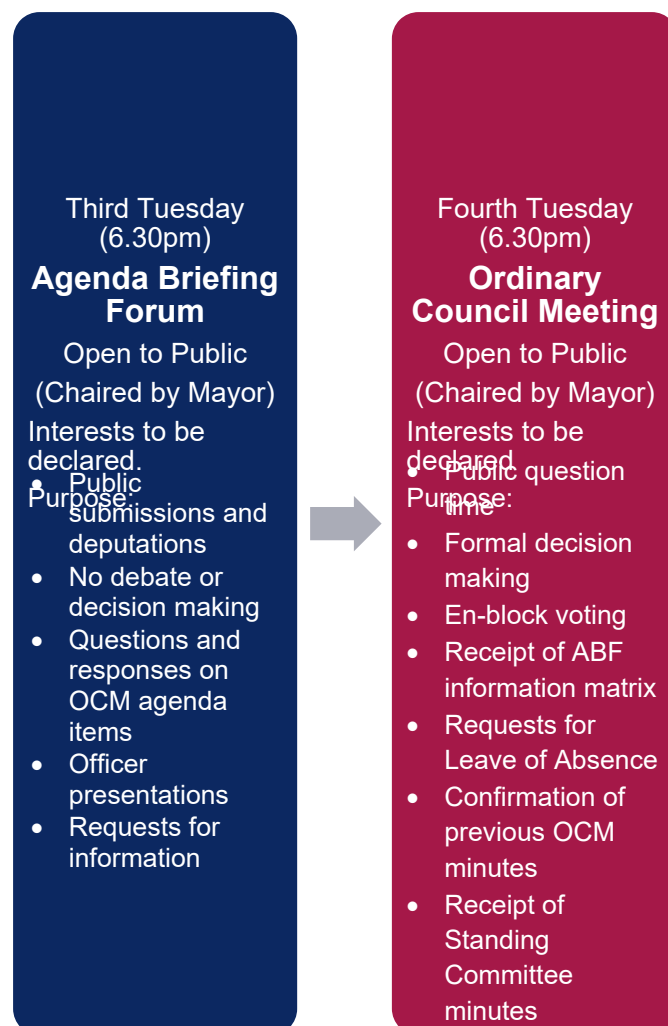 Third Tuesday
(6.30pm)
Agenda Briefing
Forum
Open to Public
(Chaired by Mayor)
Interests to be
declared.
Purpose:
• Public
submissions and
deputations
• No debate or
decision making
• Questions and
responses on
OCM agenda
items
• Officer
presentations
• Requests for
information
Fourth Tuesday
(6.30pm)
Ordinary
Council Meeting
Open to Public
(Chaired by Mayor)
Interests to be
declared
Purpose:
• Public question
time
• Formal decision
making
• En-block voting
• Receipt of ABF
information matrix
• Requests for
Leave of Absence
• Confirmation of
previous OCM
minutes
• Receipt of
Standing
Committee
minutes